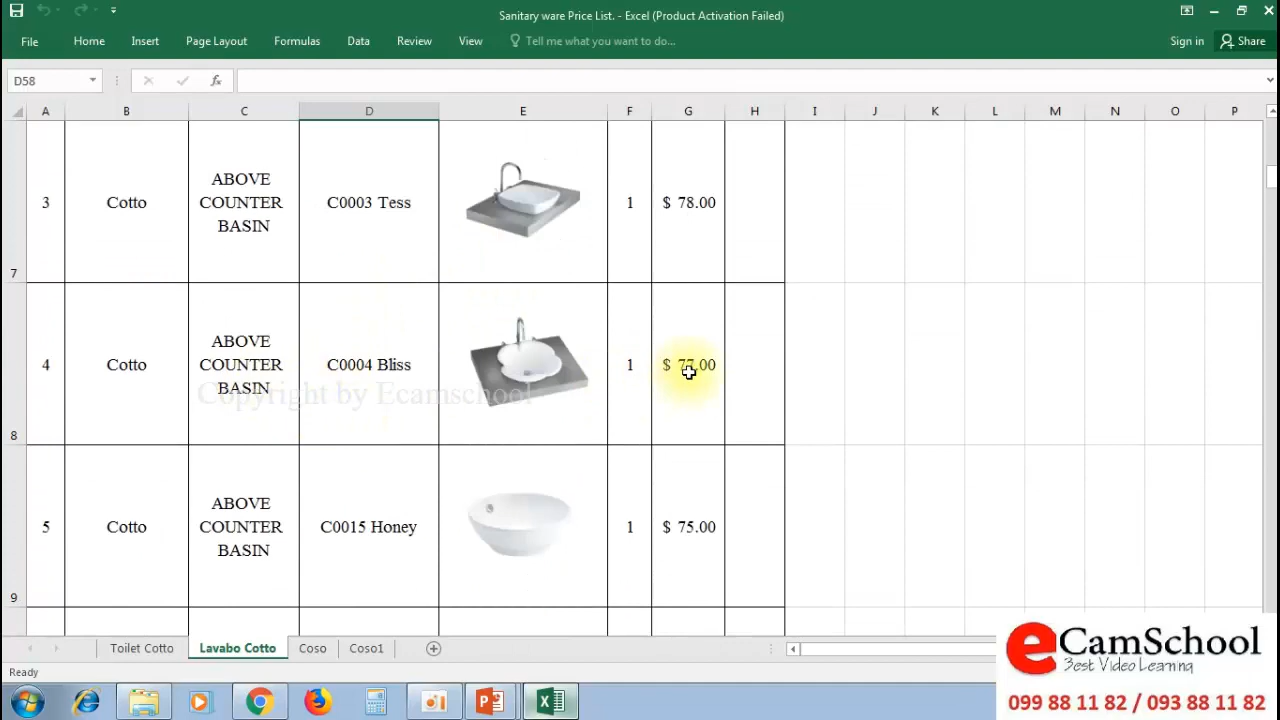 Sanitary ware Price List. - Excel (Product Activation Failed)
File Home Insert Page Layout Formulas Data Review View Tell me what you want to do... Sign in Share
D58 fx
A B C D E F G H I J K L M N O P
7
3 Cotto ABOVE COUNTER BASIN C0003 Tess 1 $ 78.00
8
4 Cotto ABOVE COUNTER BASIN C0004 Bliss 1 $ 77.00
Copyright by Ecamschool
9
5 Cotto ABOVE COUNTER BASIN C0015 Honey 1 $ 75.00
Toilet Cotto Lavabo Cotto Coso Coso1
Ready
eCamSchool
Best Video Learning
099 88 11 82 / 093 88 11 82